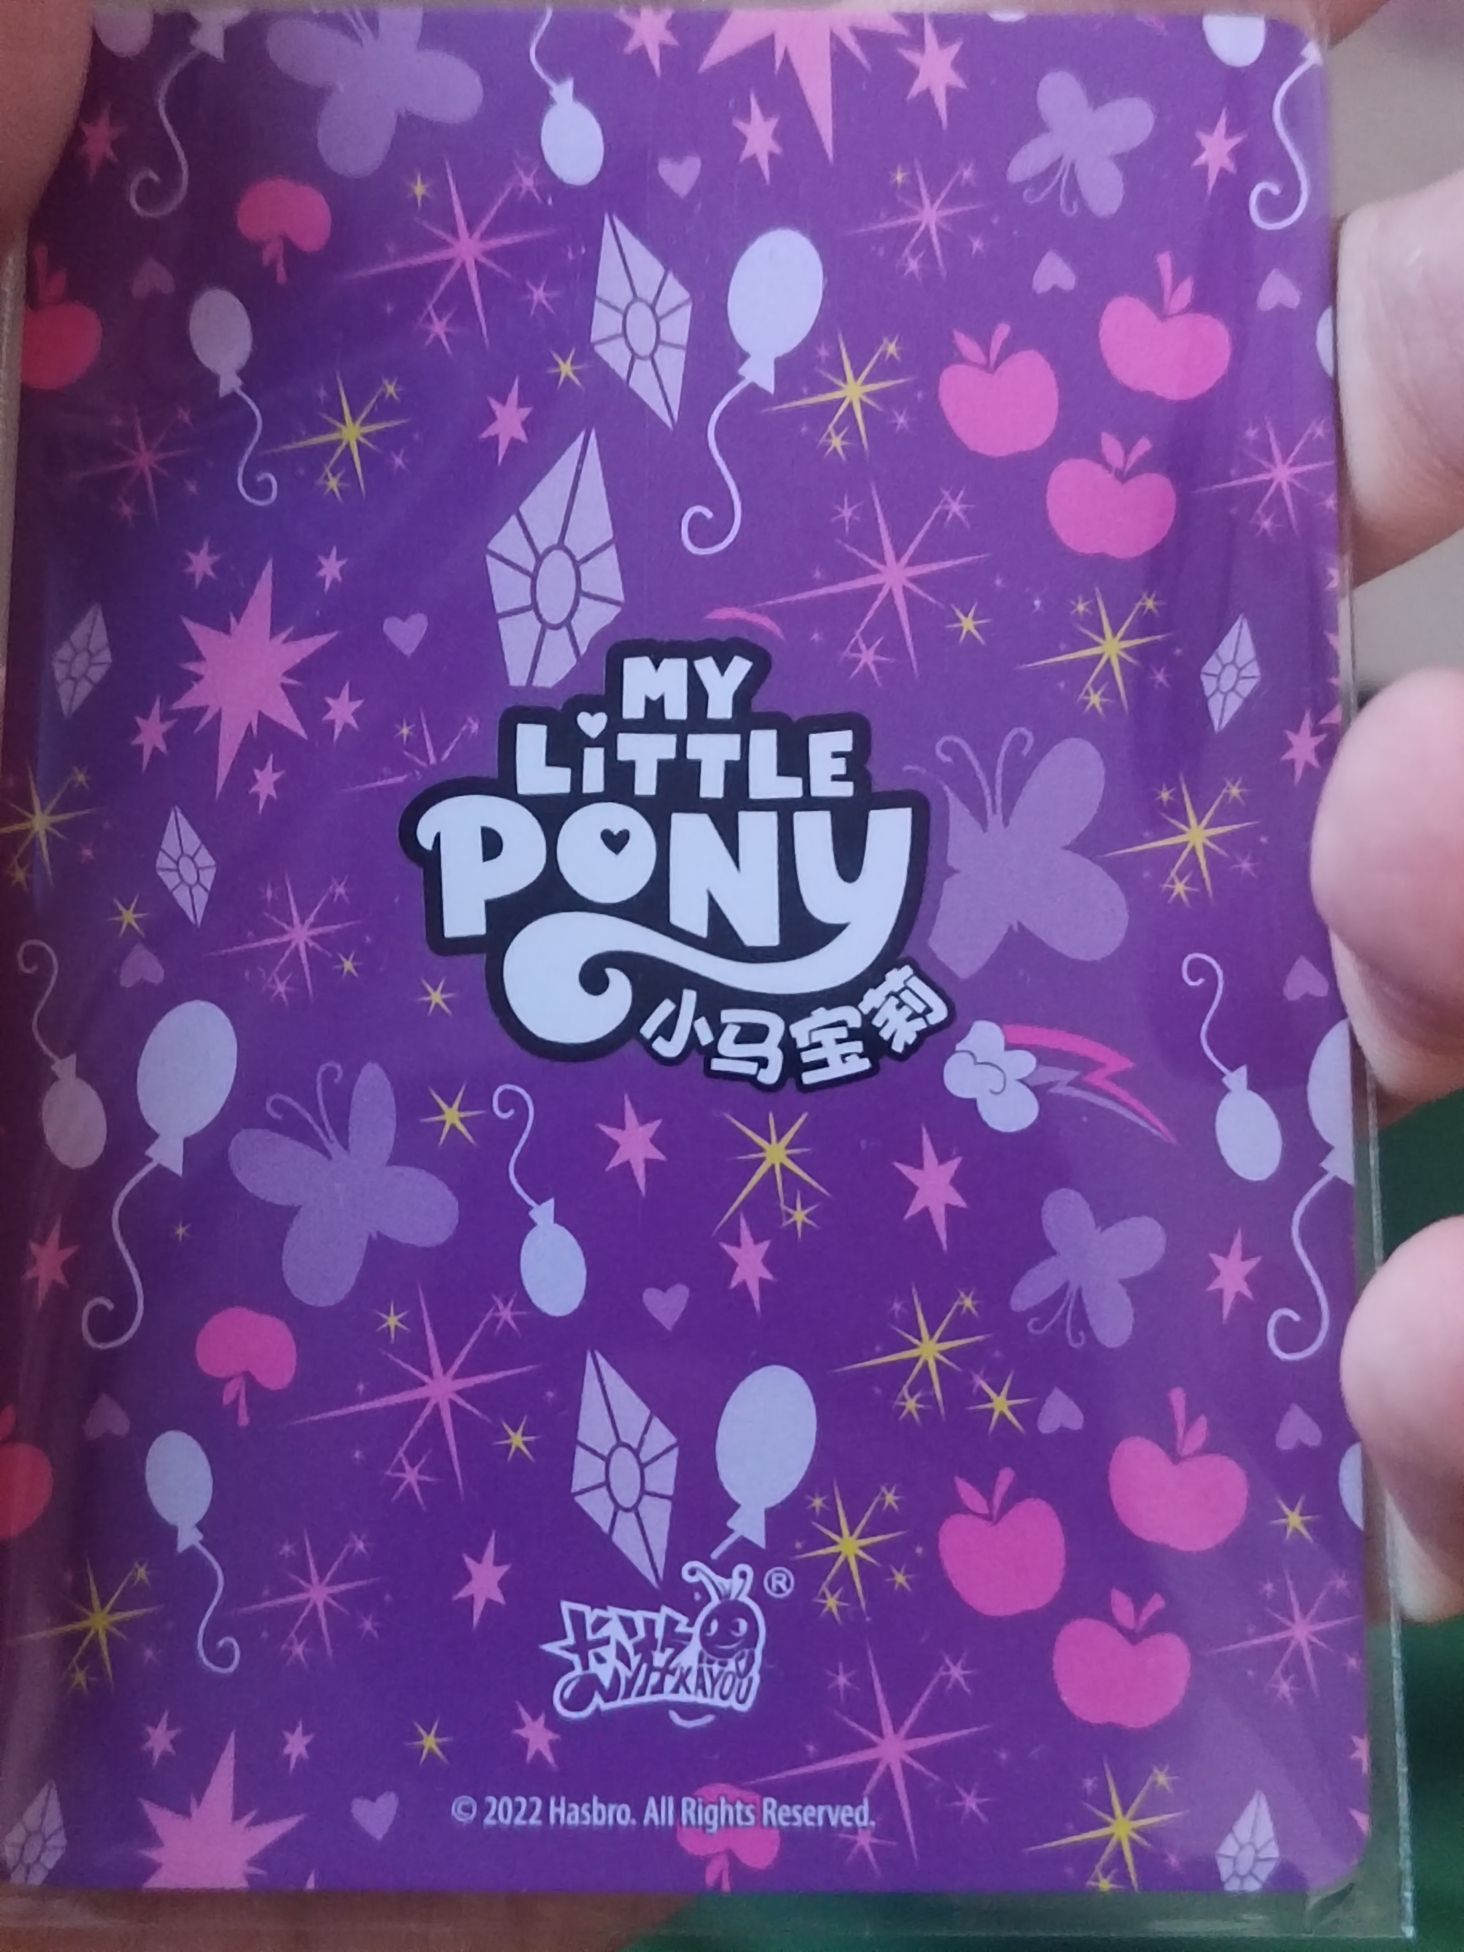 MY
LiTTLE
PONY
小马宝莉
卡游 KAYOU ®
© 2022 Hasbro. All Rights Reserved.